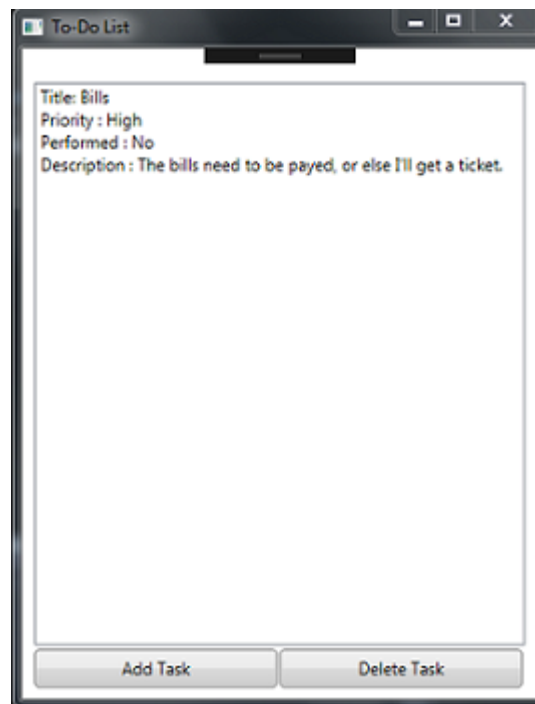 To-Do List
Title: Bills
Priority : High
Performed : No
Description : The bills need to be payed, or else I'll get a ticket.
Add Task
Delete Task